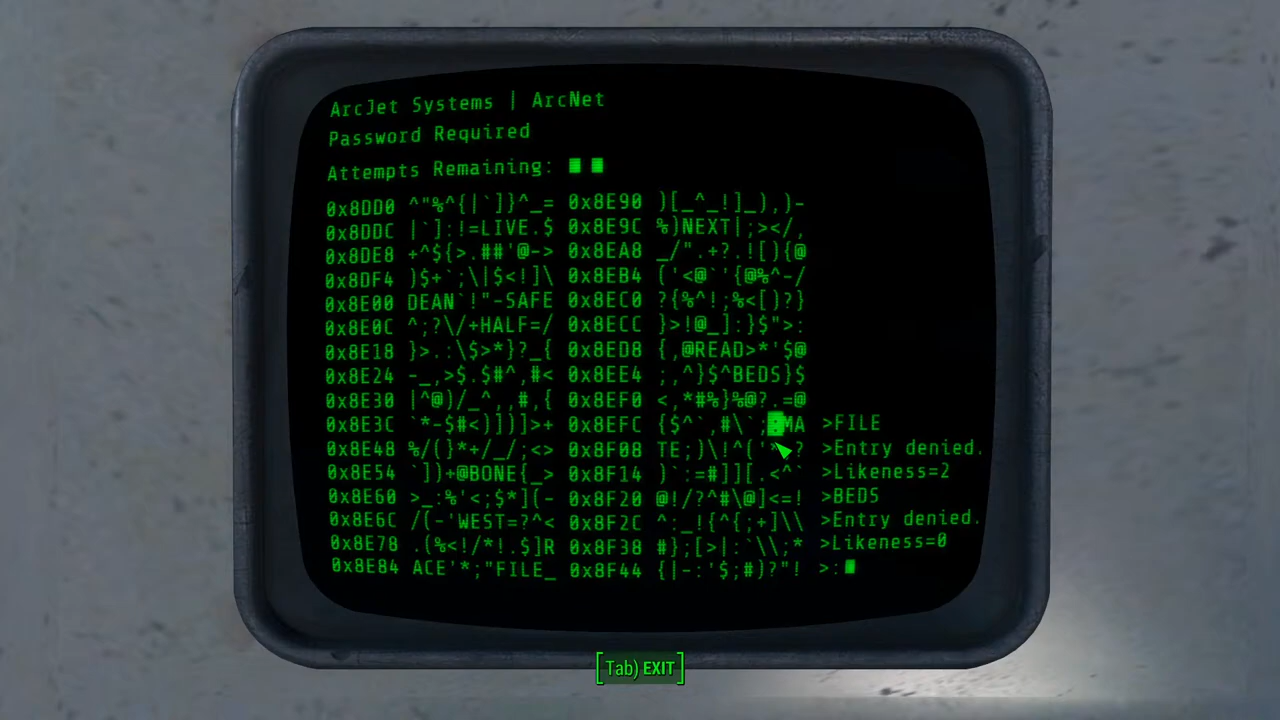 ArcJet Systems | ArcNet
Password Required
Attempts Remaining: ■ ■
0x8DD0 ^"%^{|`]}^_= 0x8E90 )[_^_!]_),)-
0x8DDC |`]:!=LIVE.$ 0x8E9C %)NEXT|;></,
0x8DE8 +^${>.##'@-> 0x8EA8 _/".+?.![){@
0x8DF4 )$+`;\|$<!]\ 0x8EB4 ('<@`'{@%^-/
0x8E00 DEAN`!"-SAFE 0x8EC0 ?{%^!;%<[)?}
0x8E0C ^;?\/+HALF=/ 0x8ECC }>!@_]:}$">:
0x8E18 }>.:\$>*}?_{ 0x8ED8 {,@READ>*'$@
0x8E24 -_,>$.$#^,#< 0x8EE4 ;,^}$^BEDS}$
0x8E30 |^@)/_^,,#,{ 0x8EF0 <,*#%}%@?.=@
0x8E3C `*-$#<)])]>+ 0x8EFC {$^`,#\`; MA >FILE
0x8E48 %/(}*+/_/;<> 0x8F08 TE;)\!^('* ? >Entry denied.
0x8E54 `])+@BONE{_> 0x8F14 )`:=#]][.<^` >Likeness=2
0x8E60 >_:%'<;$*](- 0x8F20 @!/?^#\@]<=! >BEDS
0x8E6C /(-'WEST=?^< 0x8F2C ^:_!{^{;+]\\ >Entry denied.
0x8E78 .(%<!/*!.$]R 0x8F38 #};[>|:`\\;* >Likeness=0
0x8E84 ACE'*;"FILE_ 0x8F44 {|-:'$;#)?"! >:■
[Tab) EXIT]